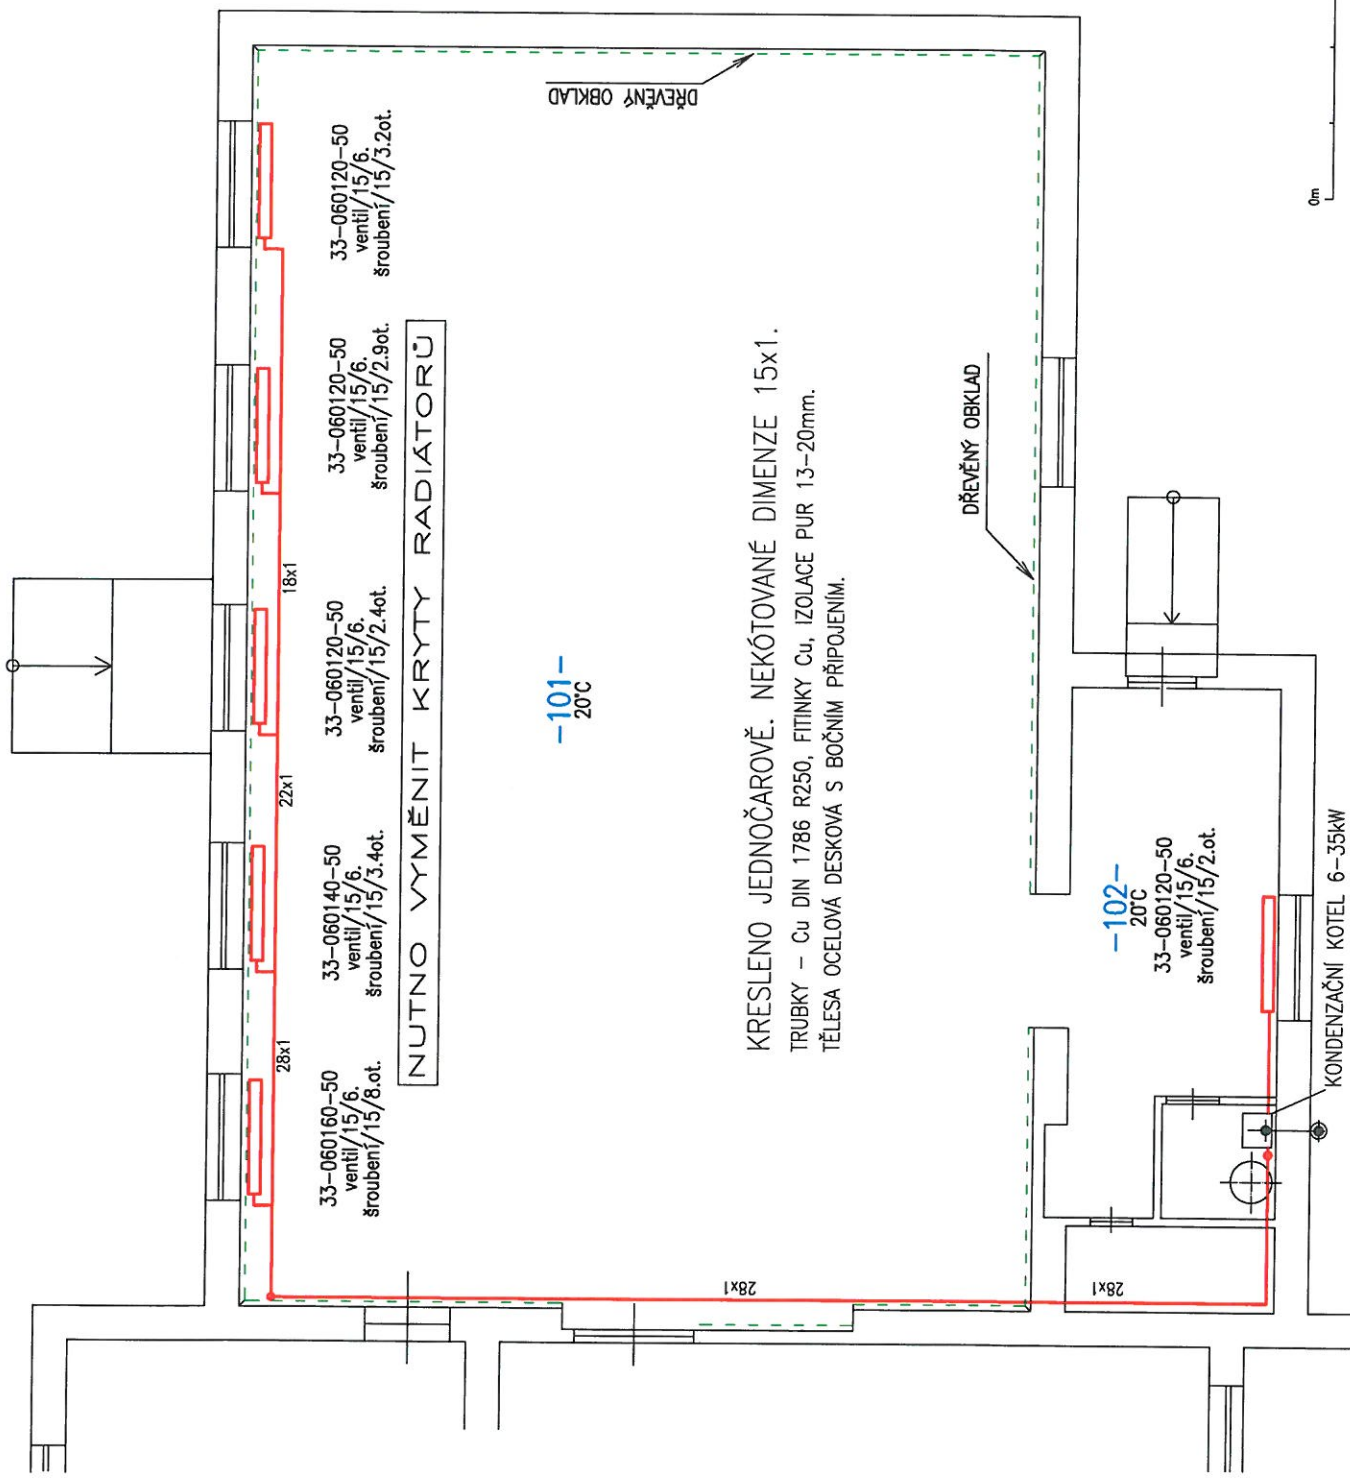 33-060160-50
ventil/15/6.
šroubení/15/8.ot.
33-060140-50
ventil/15/6.
šroubení/15/3.4ot.
33-060120-50
ventil/15/6.
šroubení/15/2.4ot.
33-060120-50
ventil/15/6.
šroubení/15/2.9ot.
33-060120-50
ventil/15/6.
šroubení/15/3.2ot.
28x1
22x1
18x1
NUTNO VYMĚNIT KRYTY RADIÁTORŮ
DŘEVĚNÝ OBKLAD
-101-
20°C
KRESLENO JEDNOČAROVĚ. NEKÓTOVANÉ DIMENZE 15x1.
TRUBKY - Cu DIN 1786 R250, FITINKY Cu, IZOLACE PUR 13-20mm.
TĚLESA OCELOVÁ DESKOVÁ S BOČNÍM PŘIPOJENÍM.
28x1
DŘEVĚNÝ OBKLAD
28x1
-102-
20°C
33-060120-50
ventil/15/6.
šroubení/15/2.ot.
KONDENZAČNÍ KOTEL 6-35kW
0m